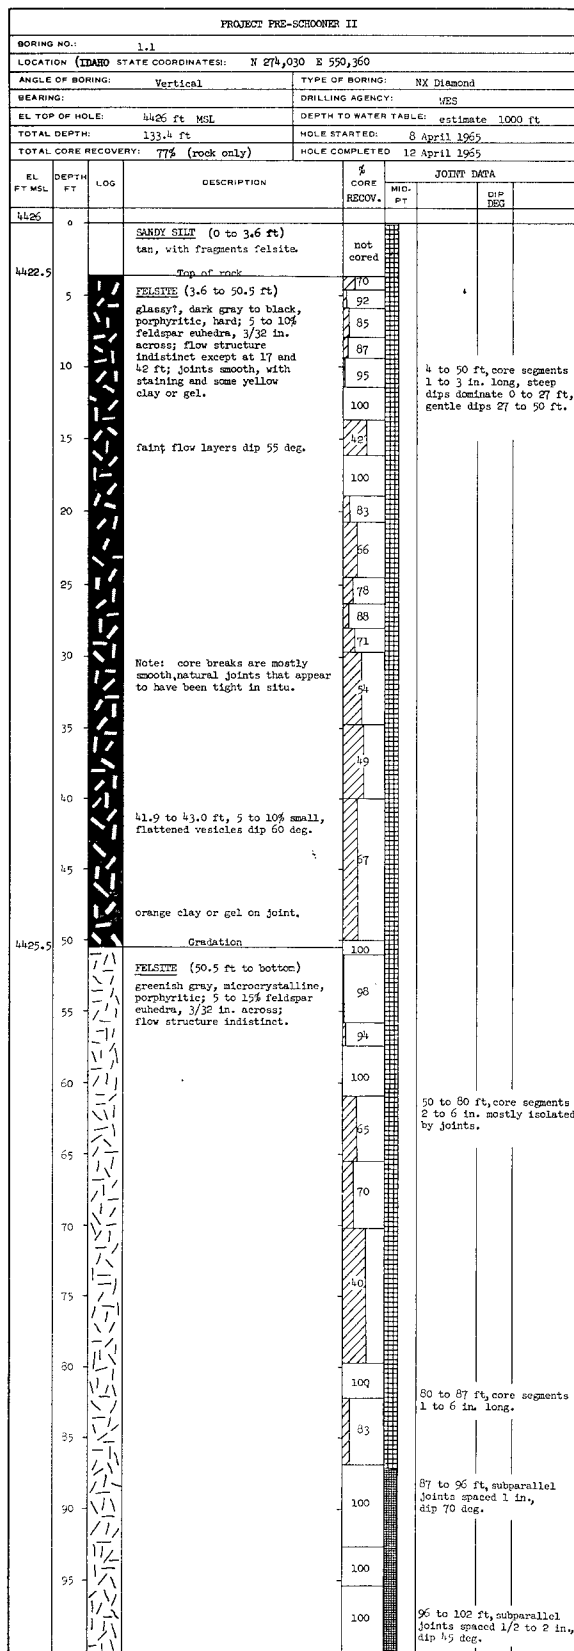 PROJECT PRE-SCHOONER II
BORING NO.: 1.1
LOCATION (IDAHO STATE COORDINATES): N 274,030 E 550,360
ANGLE OF BORING: Vertical
TYPE OF BORING: NX Diamond
BEARING:
DRILLING AGENCY: WES
EL TOP OF HOLE: 4426 ft MSL
DEPTH TO WATER TABLE: estimate 1000 ft
TOTAL DEPTH: 133.4 ft
HOLE STARTED: 8 April 1965
TOTAL CORE RECOVERY: 77% (rock only)
HOLE COMPLETED 12 April 1965
EL FT MSL
DEPTH FT
LOG
DESCRIPTION
% CORE RECOV.
JOINT DATA
MID-PT
DIP DEG
4426
0
SANDY SILT (0 to 3.6 ft)
tan, with fragments felsite.
not cored
4422.5
Top of rock
70
5
FELSITE (3.6 to 50.5 ft)
92
glassy?, dark gray to black,
porphyritic, hard; 5 to 10%
85
feldspar euhedra, 3/32 in.
across; flow structure
87
indistinct except at 17 and
10
42 ft; joints smooth, with
95
staining and some yellow
clay or gel.
4 to 50 ft, core segments
1 to 3 in. long, steep
dips dominate 0 to 27 ft,
gentle dips 27 to 50 ft.
100
15
faint flow layers dip 55 deg.
42
100
20
83
66
25
78
88
71
30
Note: core breaks are mostly
smooth, natural joints that appear
to have been tight in situ.
54
35
49
40
41.9 to 43.0 ft, 5 to 10% small,
flattened vesicles dip 60 deg.
67
45
orange clay or gel on joint.
50
4425.5
Gradation
100
FELSITE (50.5 ft to bottom)
greenish gray, microcrystalline,
porphyritic; 5 to 15% feldspar
euhedra, 3/32 in. across;
flow structure indistinct.
98
55
94
60
100
50 to 80 ft, core segments
2 to 6 in. mostly isolated
by joints.
65
65
70
70
40
75
80
100
80 to 87 ft, core segments
1 to 6 in. long.
83
85
87 to 96 ft, subparallel
joints spaced 1 in.,
dip 70 deg.
90
100
100
95
100
96 to 102 ft, subparallel
joints spaced 1/2 to 2 in.,
dip 45 deg.